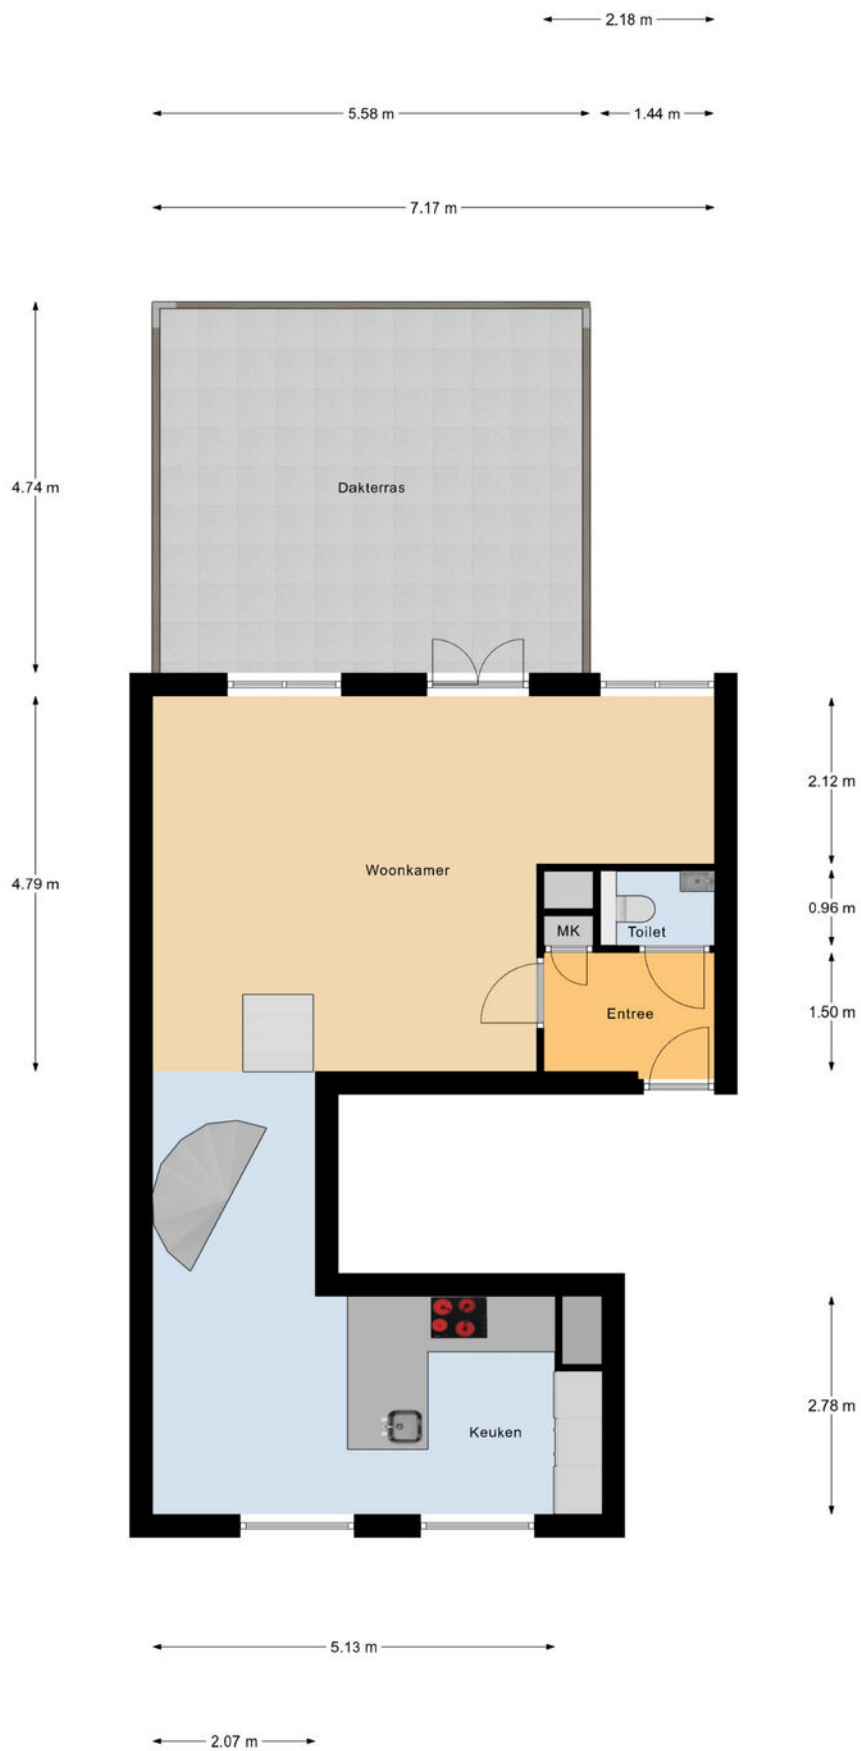 2.18 m
5.58 m
1.44 m
7.17 m
4.74 m
Dakterras
2.12 m
Woonkamer
4.79 m
0.96 m
MK
Toilet
Entree
1.50 m
2.78 m
Keuken
5.13 m
2.07 m